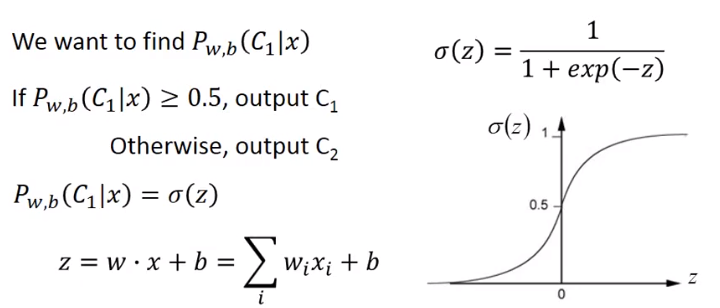 We want to find P_{w,b}(C_1|x)
If P_{w,b}(C_1|x) ≥ 0.5, output C_1
Otherwise, output C_2
P_{w,b}(C_1|x) = σ(z)
z = w · x + b = ∑_i w_i x_i + b
σ(z) = 1 / (1 + exp(−z))
σ(z)
1
0.5
0
z